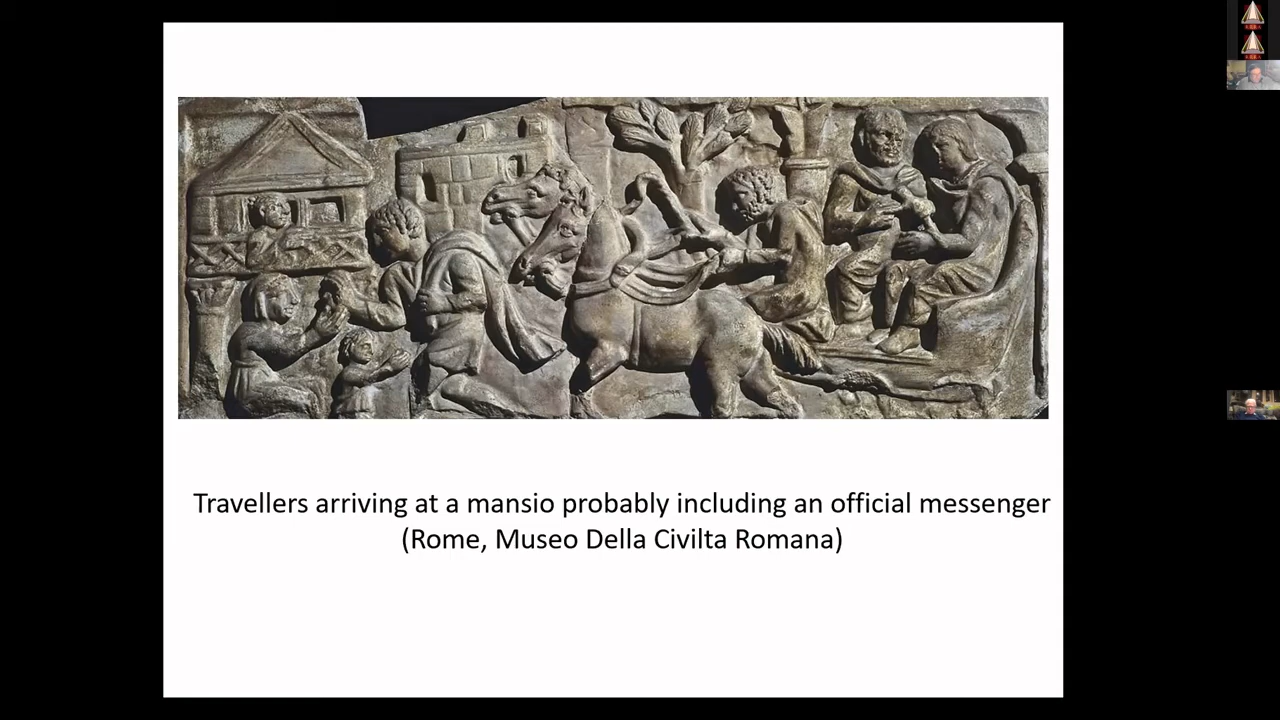 Travellers arriving at a mansio probably including an official messenger
(Rome, Museo Della Civilta Romana)